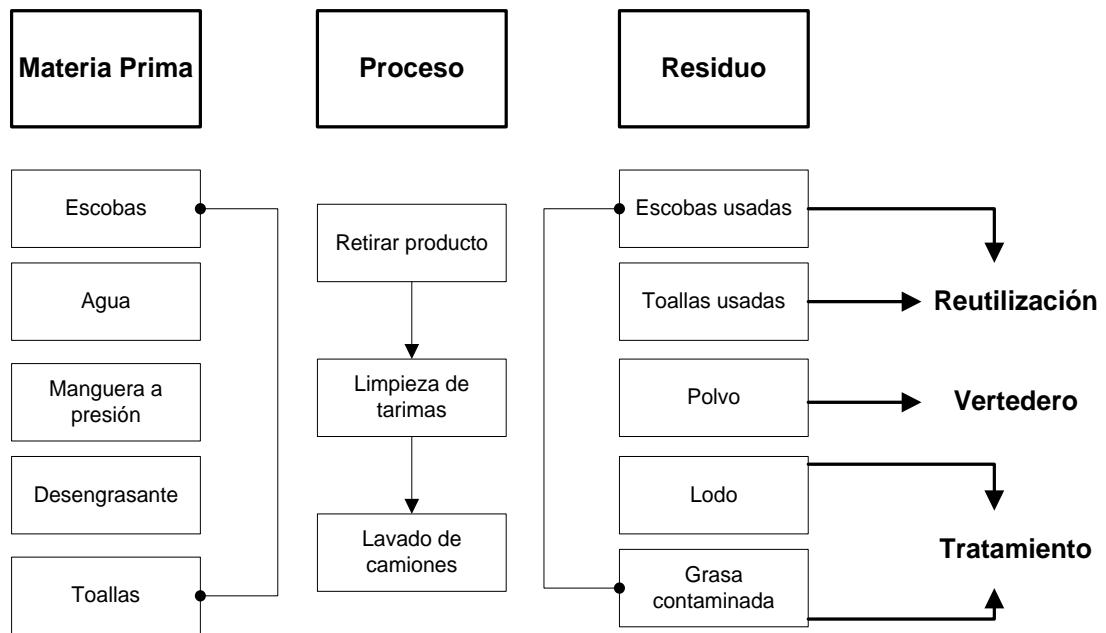 Materia Prima
Proceso
Residuo
Escobas
Agua
Manguera a
presión
Desengrasante
Toallas
Retirar producto
Limpieza de
tarimas
Lavado de
camiones
Escobas usadas
Toallas usadas
Polvo
Lodo
Grasa
contaminada
Reutilización
Vertedero
Tratamiento